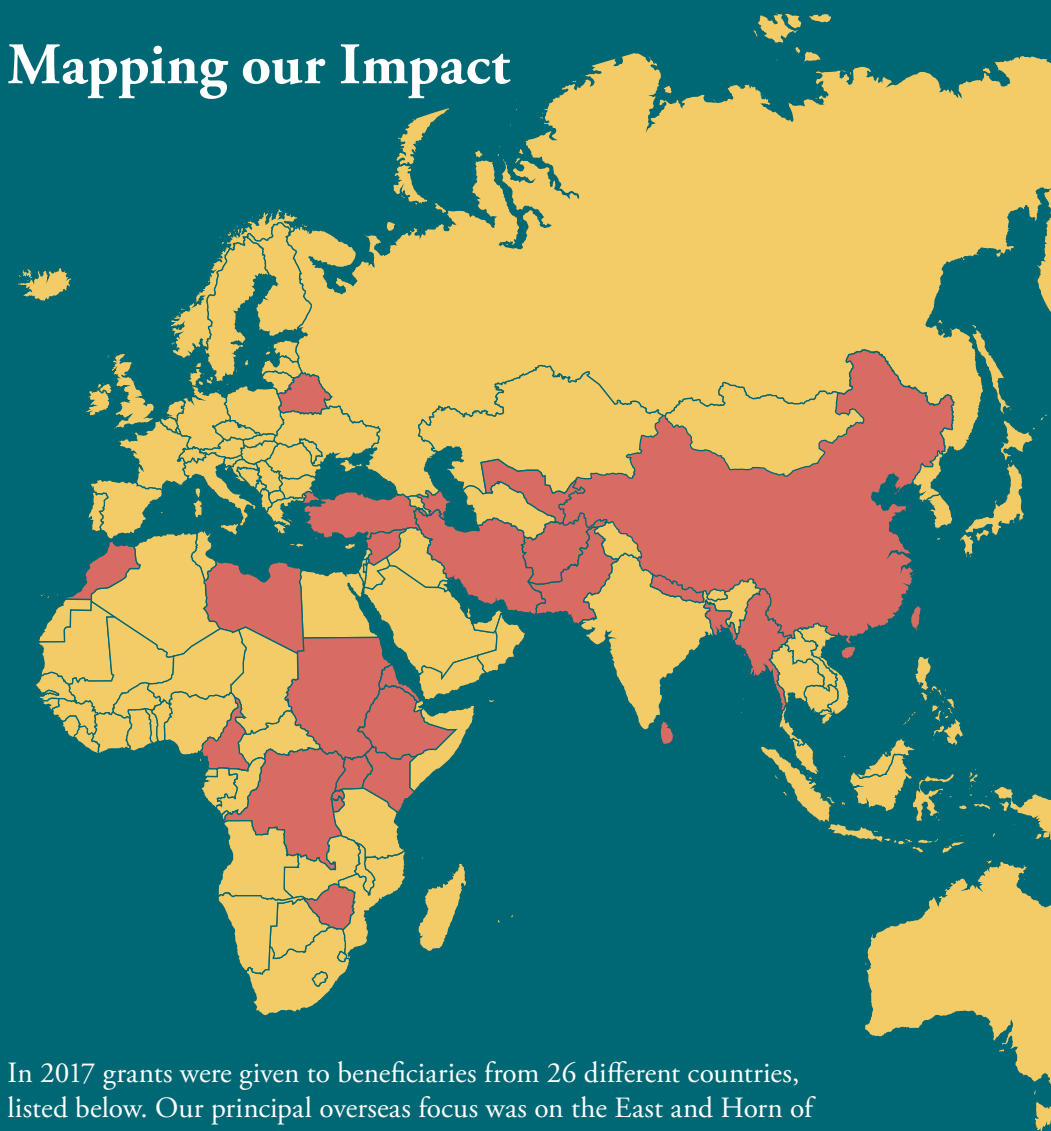 Mapping our Impact
In 2017 grants were given to beneficiaries from 26 different countries,
listed below. Our principal overseas focus was on the East and Horn of